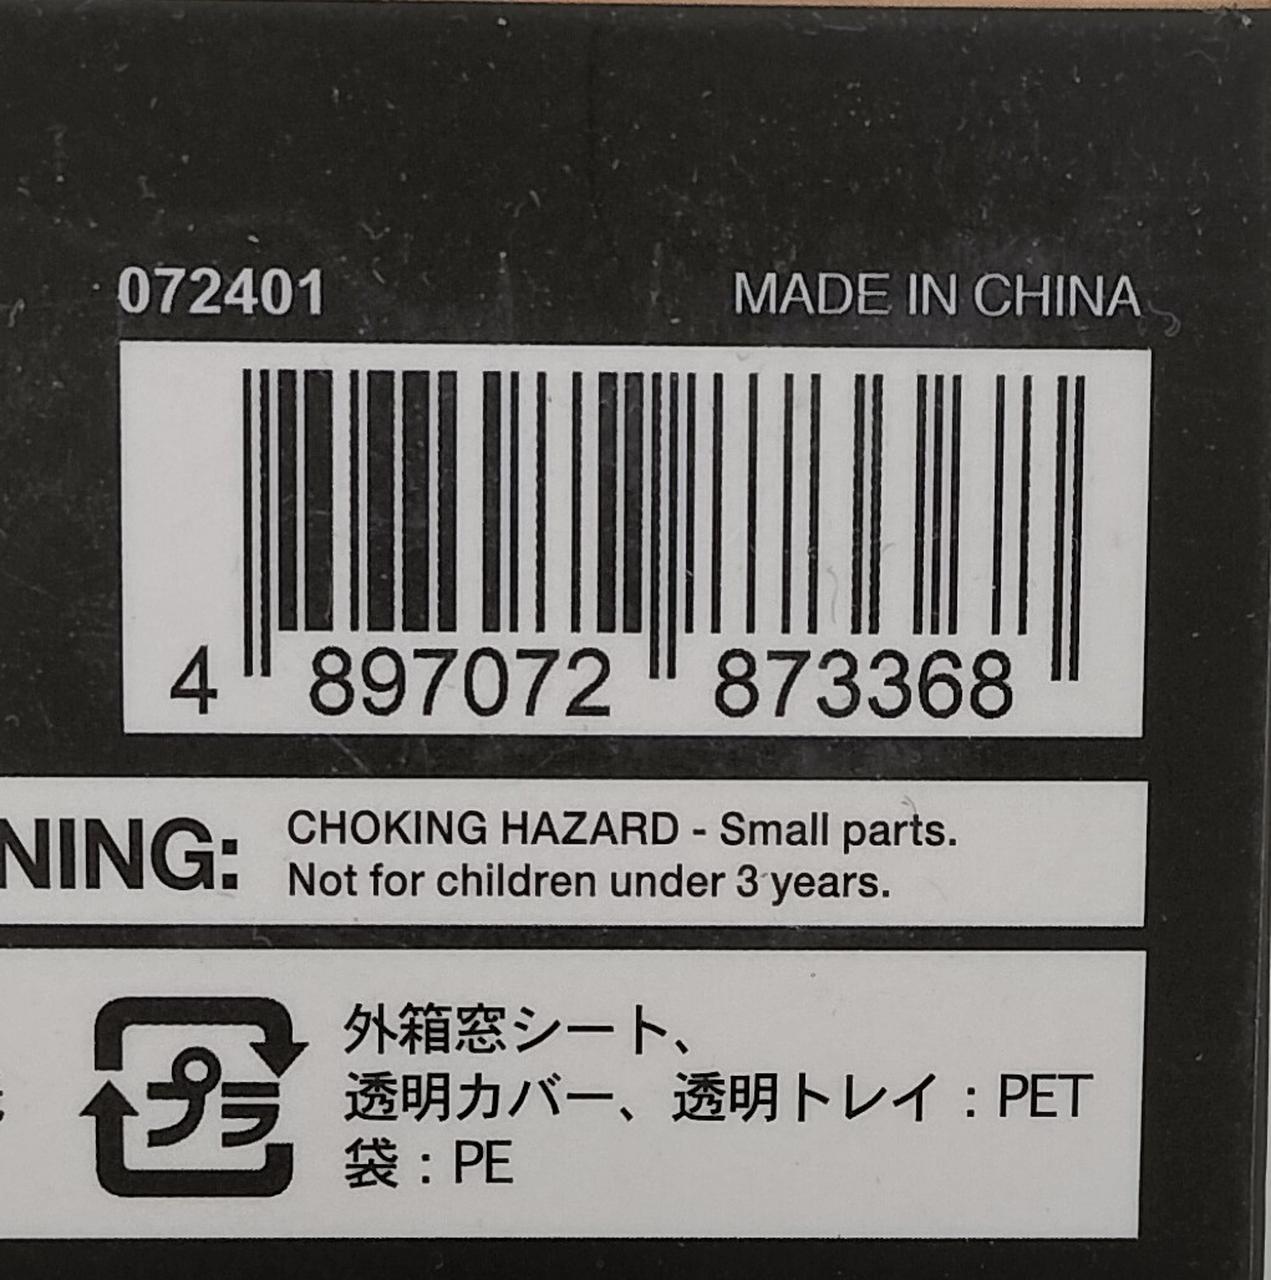 072401
MADE IN CHINA
4 897072 873368
NING:
CHOKING HAZARD - Small parts.
Not for children under 3 years.
プラ
外箱窓シート、
透明カバー、透明トレイ：PET
袋：PE